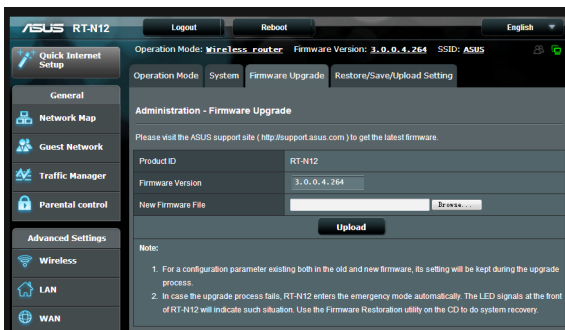 ASUS RT-N12
Logout
Reboot
English
Quick Internet
Setup
Operation Mode: Wireless router Firmware Version: 3.0.0.4.264 SSID: ASUS
Operation Mode System Firmware Upgrade Restore/Save/Upload Setting
General
Network Map
Guest Network
Traffic Manager
Parental control
Advanced Settings
Wireless
LAN
WAN
Administration - Firmware Upgrade
Please visit the ASUS support site ( http://support.asus.com ) to get the latest firmware.
Product ID RT-N12
Firmware Version 3.0.0.4.264
New Firmware File Browse...
Upload
Note:
1. For a configuration parameter existing both in the old and new firmware, its setting will be kept during the upgrade
process.
2. In case the upgrade process fails, RT-N12 enters the emergency mode automatically. The LED signals at the front
of RT-N12 will indicate such situation. Use the Firmware Restoration utility on the CD to do system recovery.